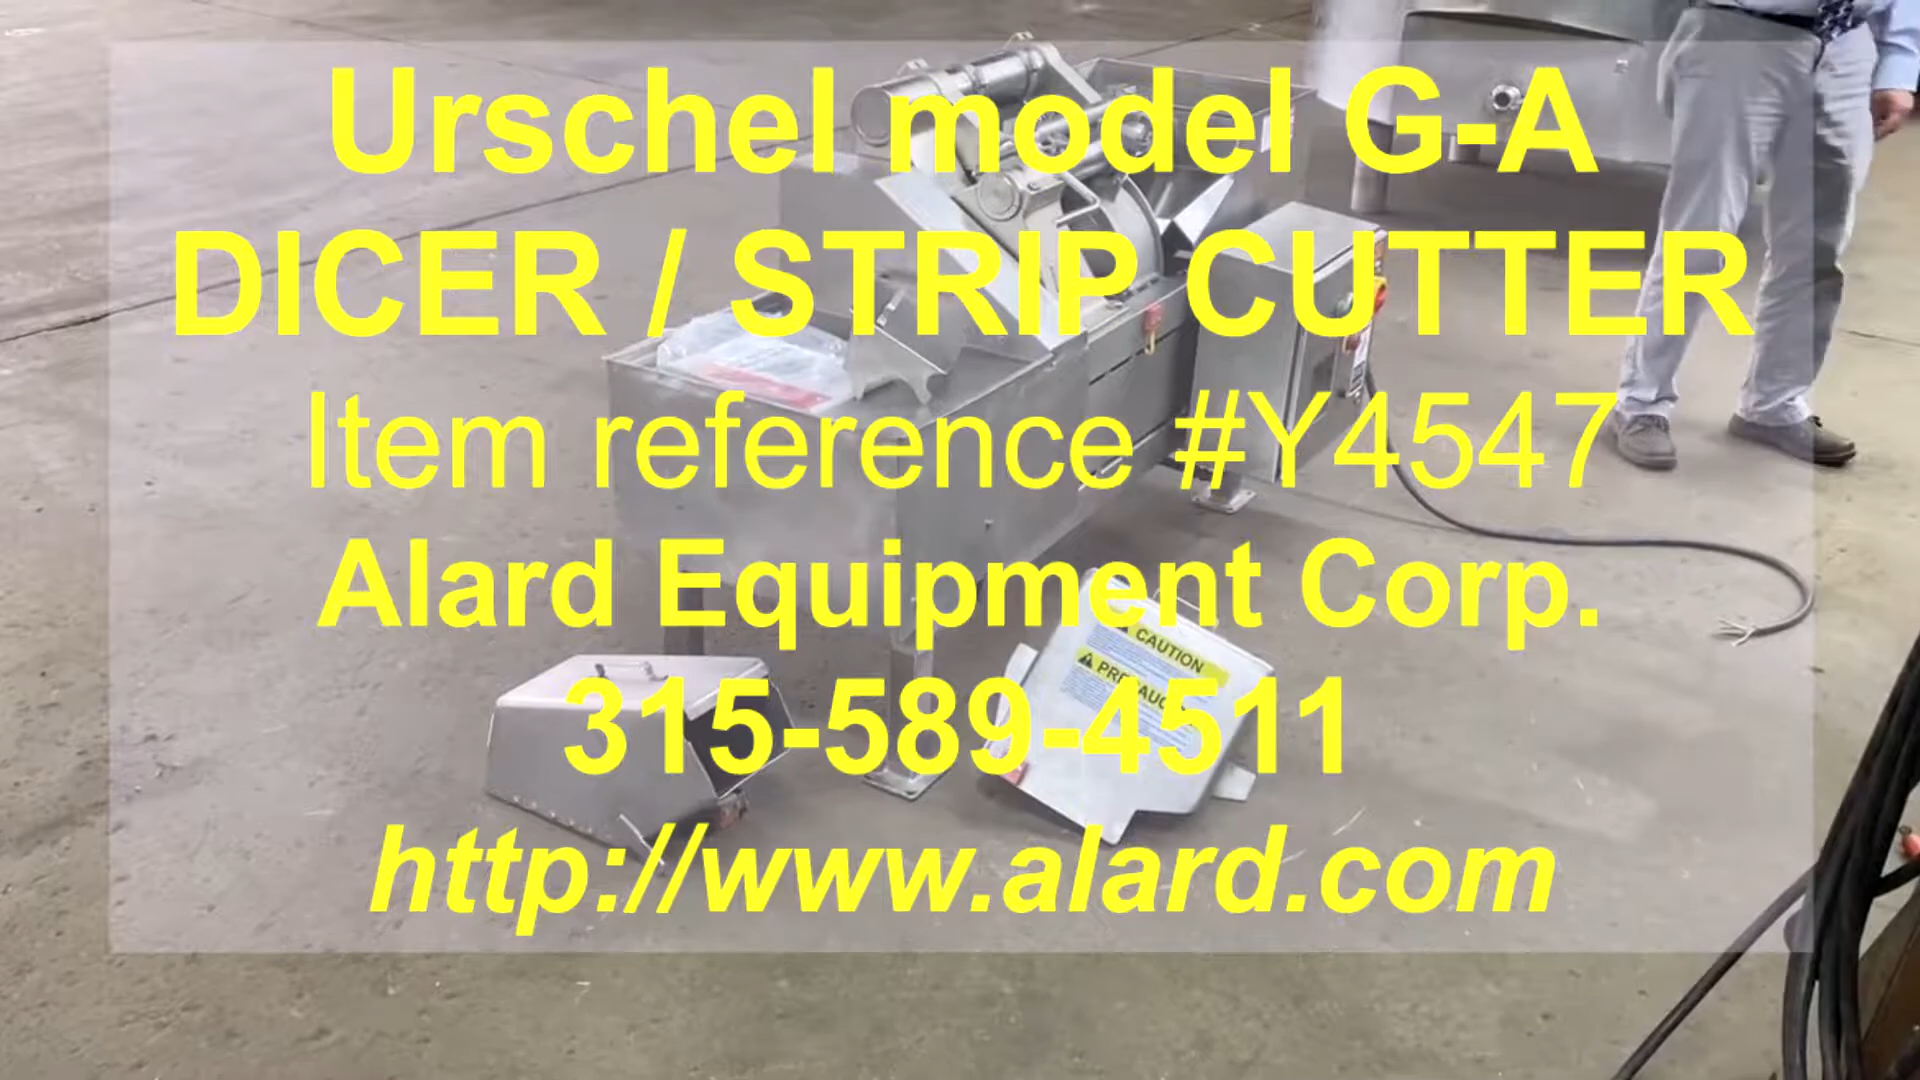 Urschel model G-A
DICER / STRIP CUTTER
Item reference #Y4547
Alard Equipment Corp.
CAUTION
315-589-4511
http://www.alard.com